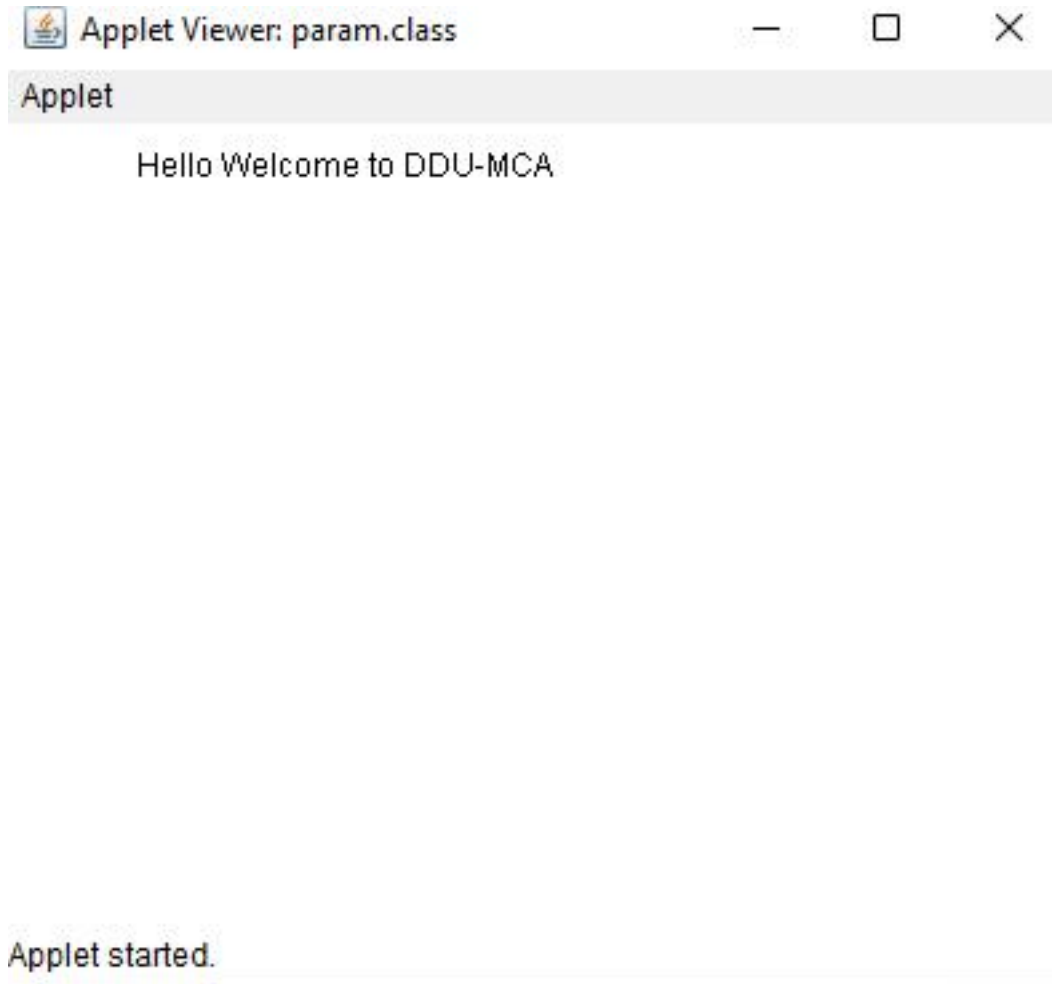 Applet Viewer: param.class
Applet
Hello Welcome to DDU-MCA
Applet started.